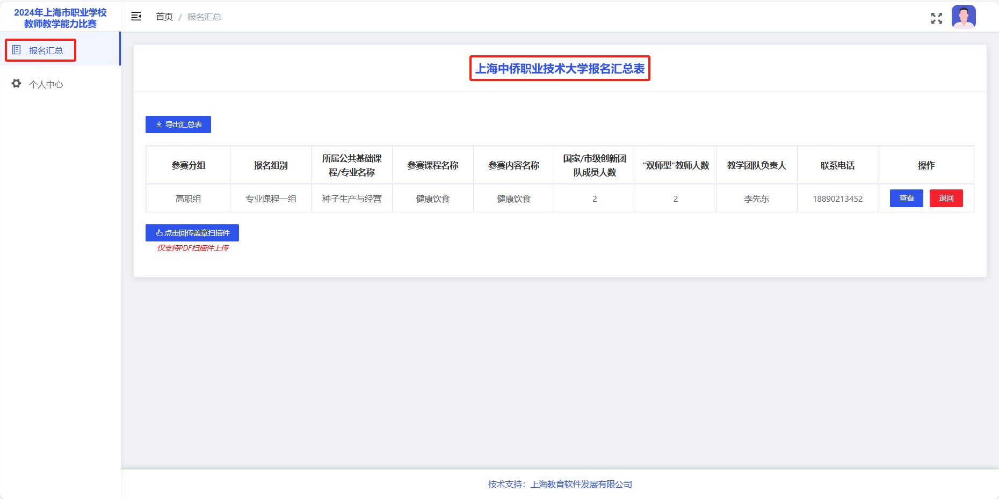 2024年上海市职业学校
教师教学能力比赛
首页 / 报名汇总
报名汇总
个人中心
上海中侨职业技术大学报名汇总表
导出汇总表
参赛分组 报名组别 所属公共基础课程/专业名称 参赛课程名称 参赛内容名称 国家/市级创新团队成员人数 “双师型”教师人数 教学团队负责人 联系电话 操作
高职组 专业课程一组 种子生产与经营 健康饮食 健康饮食 2 2 李先东 18890213452 查看 退回
点击回传盖章扫描件
仅支持PDF扫描件上传
技术支持：上海教育软件发展有限公司